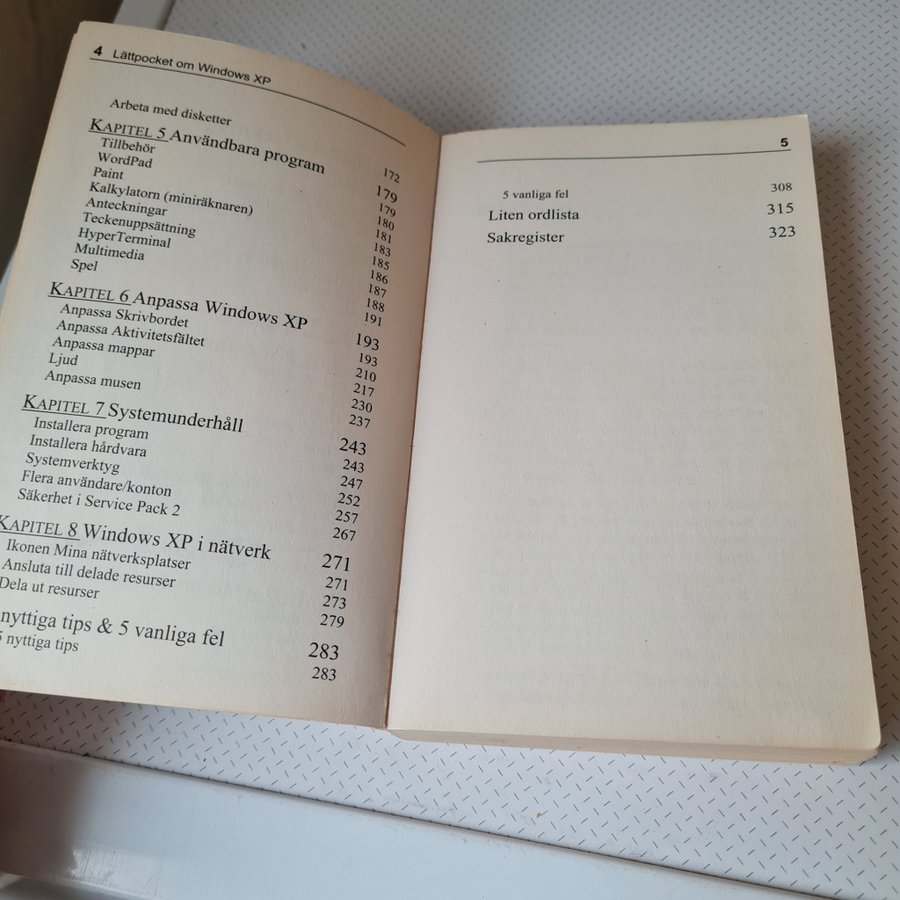 4 Lättpocket om Windows XP
Arbeta med disketter 172
KAPITEL 5 Användbara program 179
Tillbehör 179
WordPad 180
Paint 181
Kalkylatorn (miniräknaren) 183
Anteckningar 185
Teckenuppsättning 186
HyperTerminal 187
Multimedia 188
Spel 191
KAPITEL 6 Anpassa Windows XP 193
Anpassa Skrivbordet 193
Anpassa Aktivitetsfältet 210
Anpassa mappar 217
Ljud 230
Anpassa musen 237
KAPITEL 7 Systemunderhåll 243
Installera program 243
Installera hårdvara 247
Systemverktyg 252
Flera användare/konton 257
Säkerhet i Service Pack 2 267
KAPITEL 8 Windows XP i nätverk 271
Ikonen Mina nätverksplatser 271
Ansluta till delade resurser 273
Dela ut resurser 279
nyttiga tips & 5 vanliga fel 283
nyttiga tips 283
5
5 vanliga fel 308
Liten ordlista 315
Sakregister 323